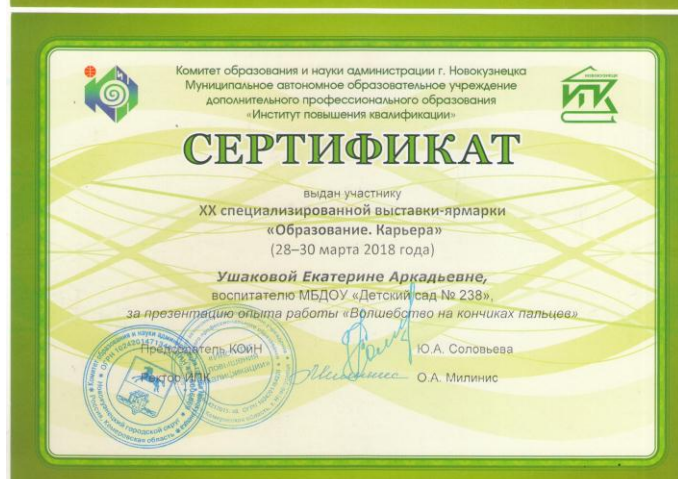 Комитет образования и науки администрации г. Новокузнецка
Муниципальное автономное образовательное учреждение
дополнительного профессионального образования
«Институт повышения квалификации»
ИПК
СЕРТИФИКАТ
выдан участнику
XX специализированной выставки-ярмарки
«Образование. Карьера»
(28–30 марта 2018 года)
Ушаковой Екатерине Аркадьевне,
воспитателю МБДОУ «Детский сад № 238»,
за презентацию опыта работы «Волшебство на кончиках пальцев»
Председатель КОиН Ю.А. Соловьева
Ректор ИПК О.А. Милинис